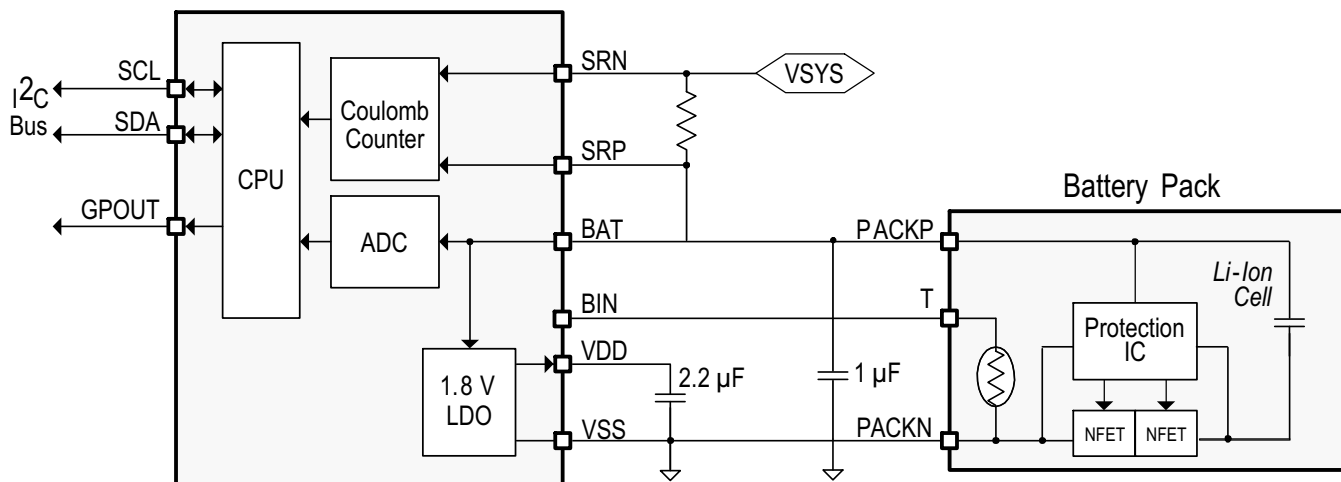 I2C
Bus
SCL
SDA
GPOUT
CPU
Coulomb
Counter
ADC
1.8 V
LDO
SRN
SRP
BAT
BIN
VDD
VSS
VSYS
2.2 µF
1 µF
Battery Pack
PACKP
T
PACKN
Li-Ion
Cell
Protection
IC
NFET
NFET